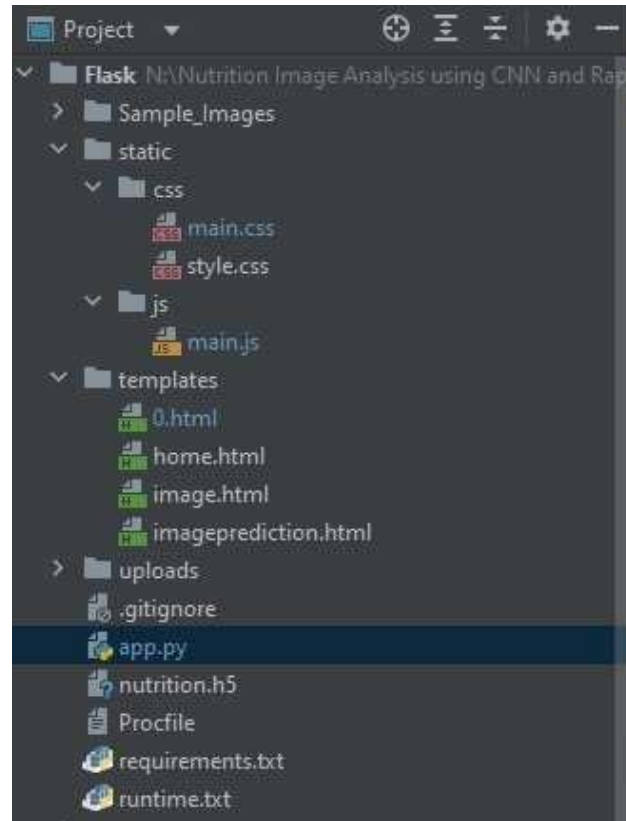 Project
Flask N:\Nutrition Image Analysis using CNN and Rap
Sample_Images
static
css
main.css
style.css
js
main.js
templates
0.html
home.html
image.html
imageprediction.html
uploads
.gitignore
app.py
nutrition.h5
Procfile
requirements.txt
runtime.txt